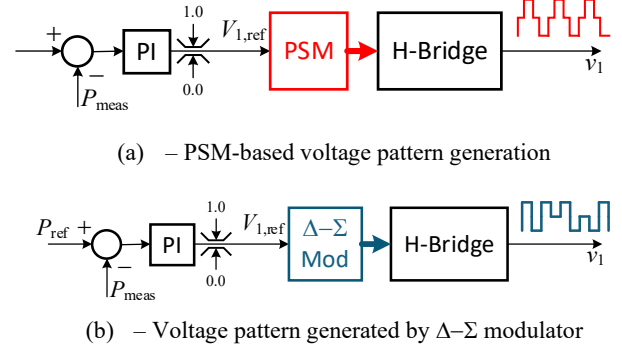 1.0
V1,ref
+
PI
PSM
H-Bridge
−
Pmeas
0.0
v1
(a) – PSM-based voltage pattern generation
1.0
Pref +
V1,ref
PI
Δ−Σ
Mod
H-Bridge
−
Pmeas
0.0
v1
(b) – Voltage pattern generated by Δ−Σ modulator